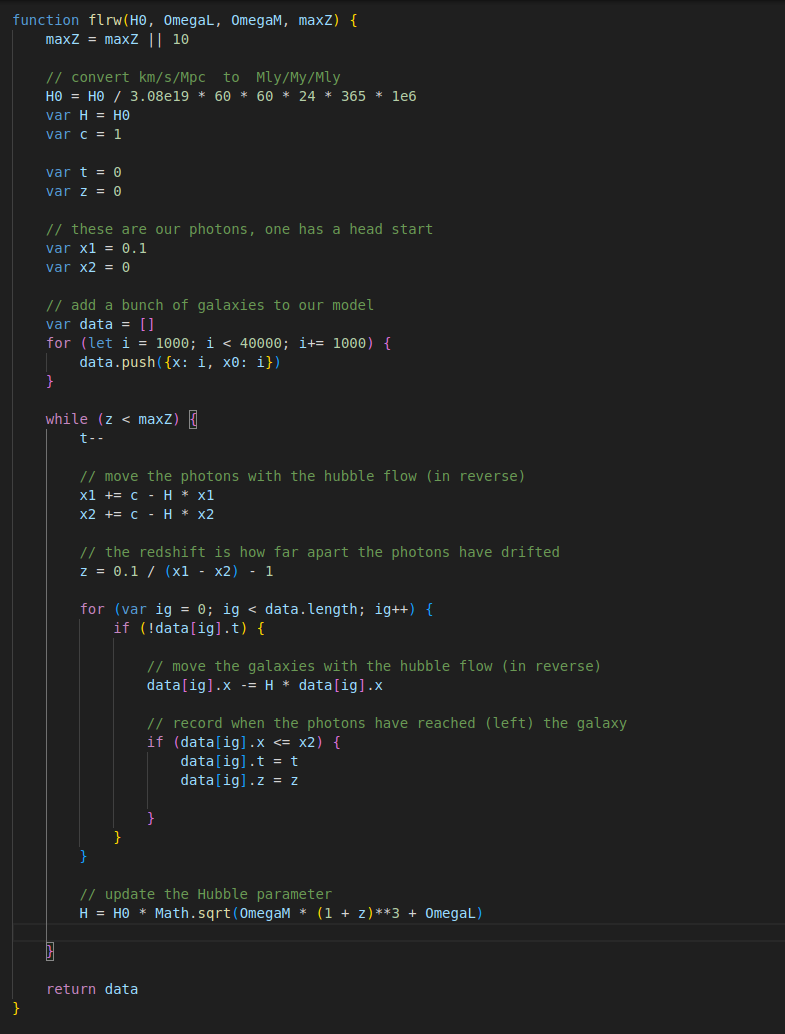 function flrw(H0, OmegaL, OmegaM, maxZ) {
    maxZ = maxZ || 10

    // convert km/s/Mpc  to  Mly/My/Mly
    H0 = H0 / 3.08e19 * 60 * 60 * 24 * 365 * 1e6
    var H = H0
    var c = 1

    var t = 0
    var z = 0

    // these are our photons, one has a head start
    var x1 = 0.1
    var x2 = 0

    // add a bunch of galaxies to our model
    var data = []
    for (let i = 1000; i < 40000; i+= 1000) {
        data.push({x: i, x0: i})
    }

    while (z < maxZ) {
        t--

        // move the photons with the hubble flow (in reverse)
        x1 += c - H * x1
        x2 += c - H * x2

        // the redshift is how far apart the photons have drifted
        z = 0.1 / (x1 - x2) - 1

        for (var ig = 0; ig < data.length; ig++) {
            if (!data[ig].t) {

                // move the galaxies with the hubble flow (in reverse)
                data[ig].x -= H * data[ig].x

                // record when the photons have reached (left) the galaxy
                if (data[ig].x <= x2) {
                    data[ig].t = t
                    data[ig].z = z

                }
            }
        }

        // update the Hubble parameter
        H = H0 * Math.sqrt(OmegaM * (1 + z)**3 + OmegaL)

    }

    return data
}